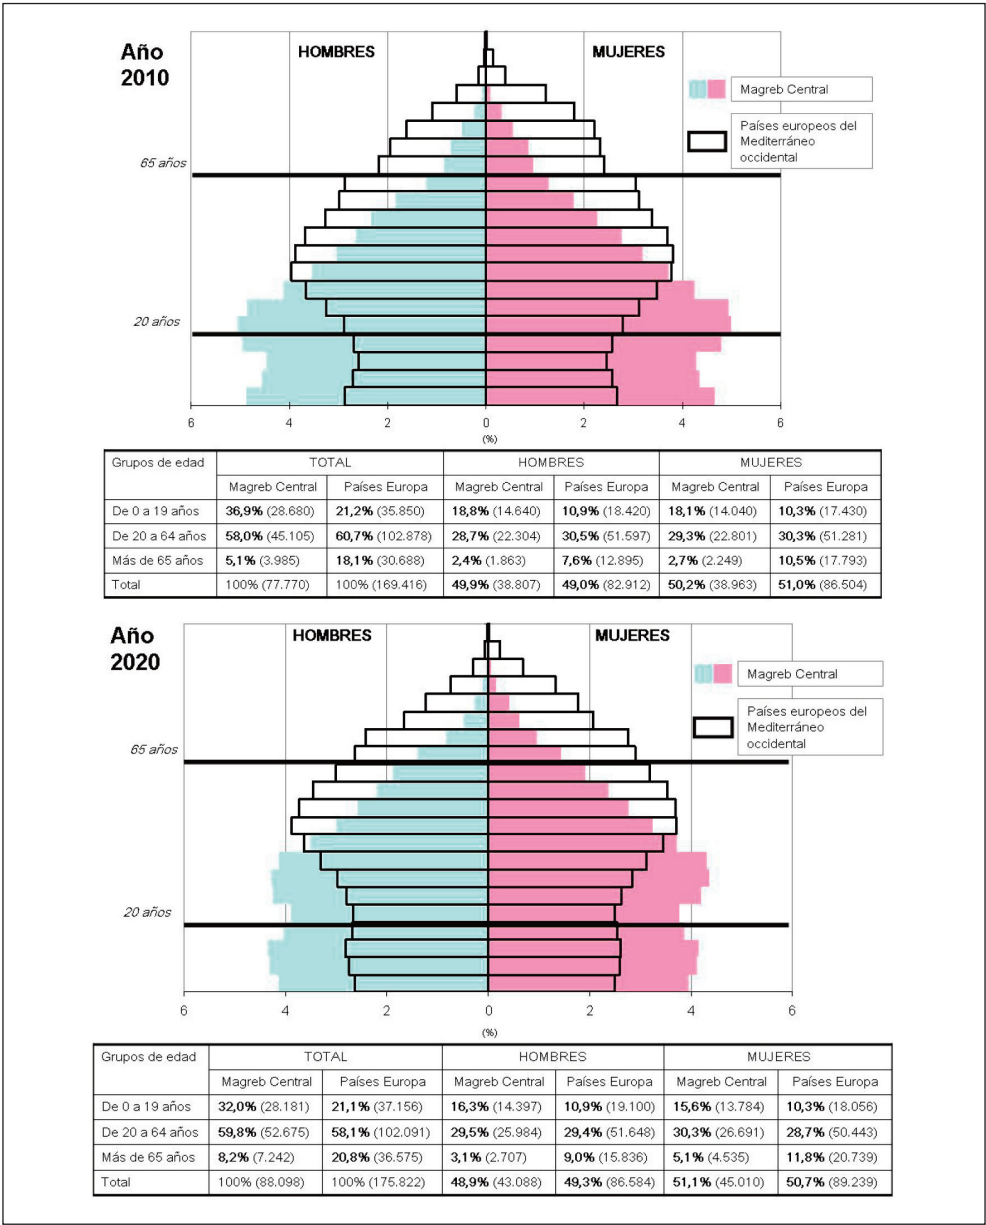 Año
2010
HOMBRES
MUJERES
Magreb Central
Países europeos del
Mediterráneo
occidental
65 años
20 años
6 4 2 0 2 4 6
(%)
Grupos de edad TOTAL HOMBRES MUJERES
Magreb Central Países Europa Magreb Central Países Europa Magreb Central Países Europa
De 0 a 19 años 36,9% (28.680) 21,2% (35.850) 18,8% (14.640) 10,9% (18.420) 18,1% (14.040) 10,3% (17.430)
De 20 a 64 años 58,0% (45.105) 60,7% (102.878) 28,7% (22.304) 30,5% (51.597) 29,3% (22.801) 30,3% (51.281)
Más de 65 años 5,1% (3.985) 18,1% (30.688) 2,4% (1.863) 7,6% (12.895) 2,7% (2.249) 10,5% (17.793)
Total 100% (77.770) 100% (169.416) 49,9% (38.807) 49,0% (82.912) 50,2% (38.963) 51,0% (86.504)
Año
2020
HOMBRES
MUJERES
Magreb Central
Países europeos del
Mediterráneo
occidental
65 años
20 años
6 4 2 0 2 4 6
(%)
Grupos de edad TOTAL HOMBRES MUJERES
Magreb Central Países Europa Magreb Central Países Europa Magreb Central Países Europa
De 0 a 19 años 32,0% (28.181) 21,1% (37.156) 16,3% (14.397) 10,9% (19.100) 15,6% (13.784) 10,3% (18.056)
De 20 a 64 años 59,8% (52.675) 58,1% (102.091) 29,5% (25.984) 29,4% (51.648) 30,3% (26.691) 28,7% (50.443)
Más de 65 años 8,2% (7.242) 20,8% (36.575) 3,1% (2.707) 9,0% (15.836) 5,1% (4.535) 11,8% (20.739)
Total 100% (88.098) 100% (175.822) 48,9% (43.088) 49,3% (86.584) 51,1% (45.010) 50,7% (89.239)